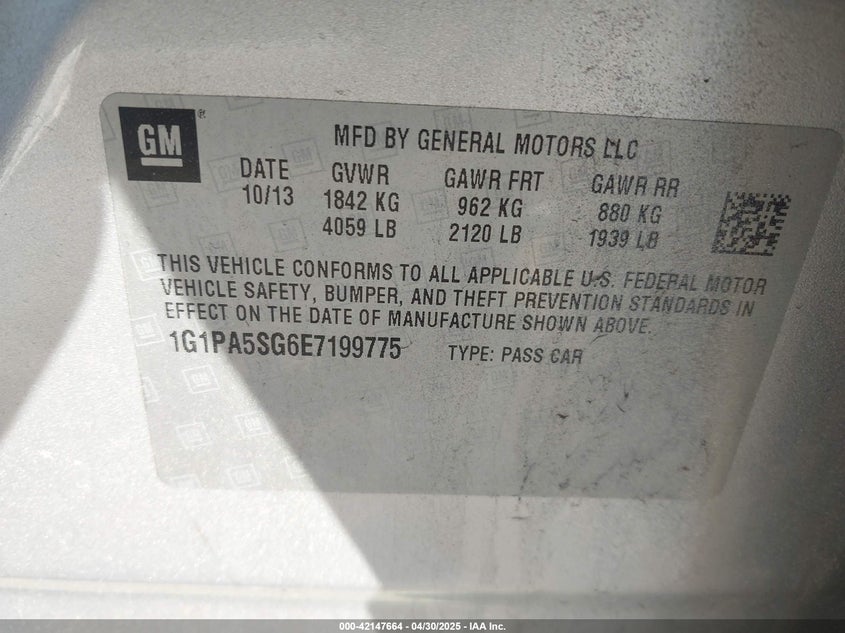 GM ®
MFD BY GENERAL MOTORS LLC
DATE GVWR GAWR FRT GAWR RR
10/13 1842 KG 962 KG 880 KG
4059 LB 2120 LB 1939 LB
THIS VEHICLE CONFORMS TO ALL APPLICABLE U.S. FEDERAL MOTOR
VEHICLE SAFETY, BUMPER, AND THEFT PREVENTION STANDARDS IN
EFFECT ON THE DATE OF MANUFACTURE SHOWN ABOVE.
1G1PA5SG6E7199775 TYPE: PASS CAR
000-42147664 - 04/30/2025 - IAA Inc.